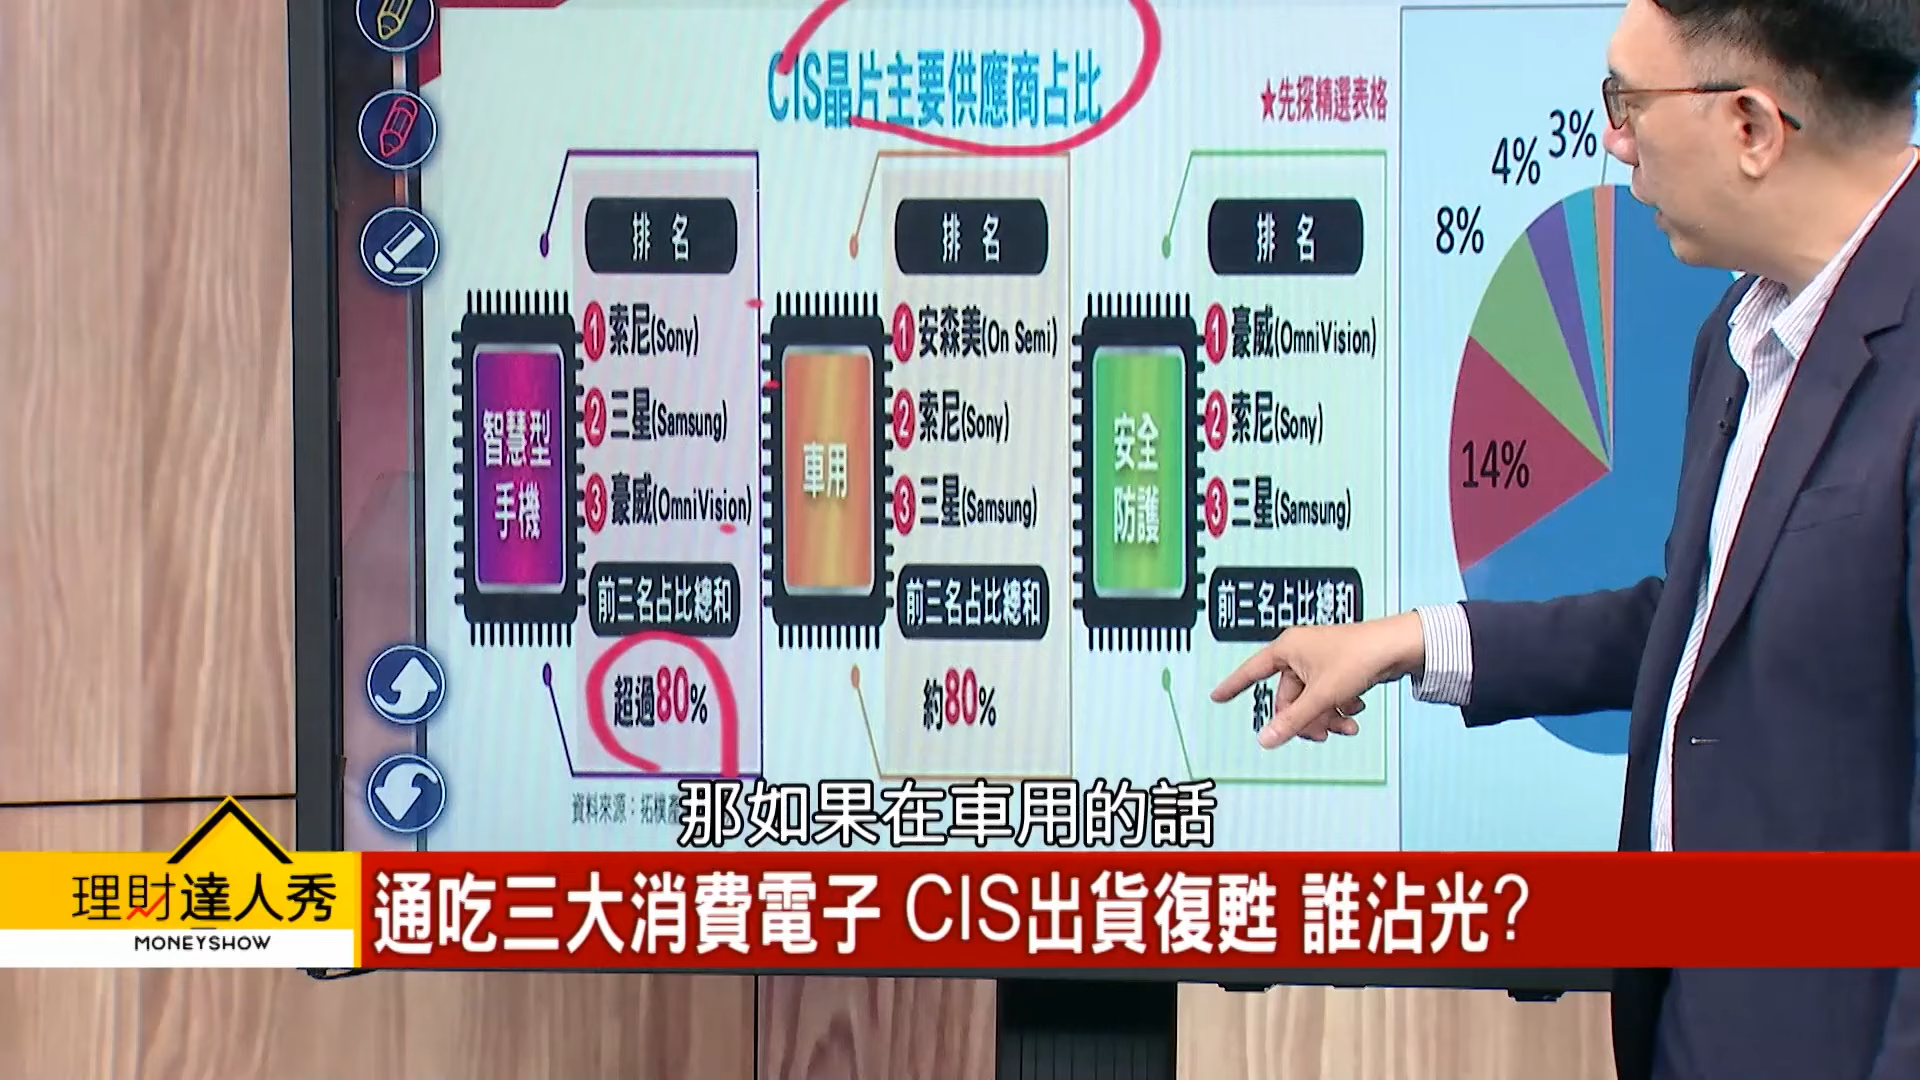 CIS晶片主要供應商占比
★先探精選表格
排名
1索尼(Sony)
2三星(Samsung)
3豪威(OmniVision)
智慧型
手機
前三名占比總和
超過80%
排名
1安森美(On Semi)
2索尼(Sony)
3三星(Samsung)
車用
前三名占比總和
約80%
排名
1豪威(OmniVision)
2索尼(Sony)
3三星(Samsung)
安全
防護
前三名占比總和
約
3%
4%
8%
14%
資料來源：拓樸產
那如果在車用的話
理財達人秀
MONEYSHOW
通吃三大消費電子 CIS出貨復甦 誰沾光?